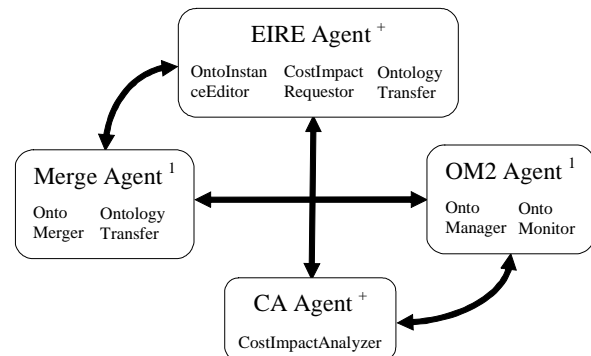 EIRE Agent +
OntoInstan CostImpact Ontology
ceEditor Requestor Transfer
Merge Agent 1
Onto Ontology
Merger Transfer
OM2 Agent 1
Onto Onto
Manager Monitor
CA Agent +
CostImpactAnalyzer